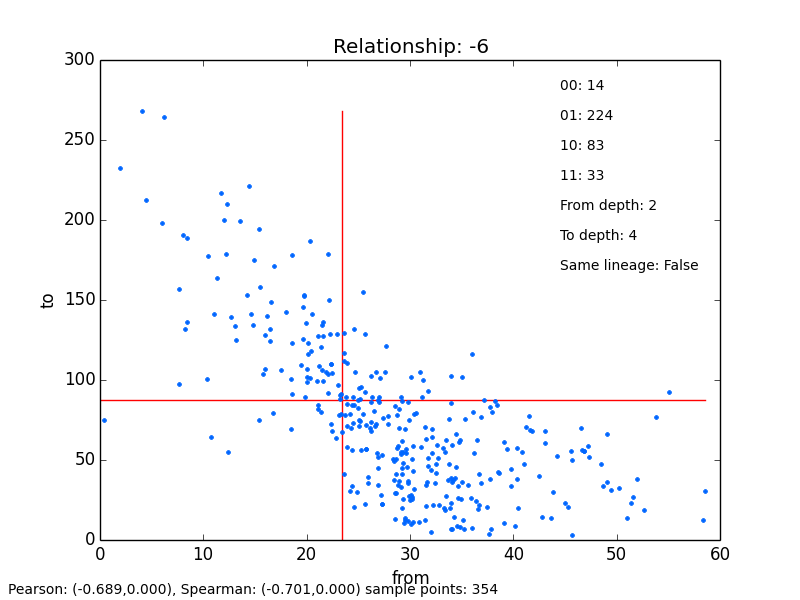 Relationship: -6
300
250
200
150
100
50
0
to
00: 14
01: 224
10: 83
11: 33
From depth: 2
To depth: 4
Same lineage: False
0 10 20 30 40 50 60
from
Pearson: (-0.689,0.000), Spearman: (-0.701,0.000) sample points: 354